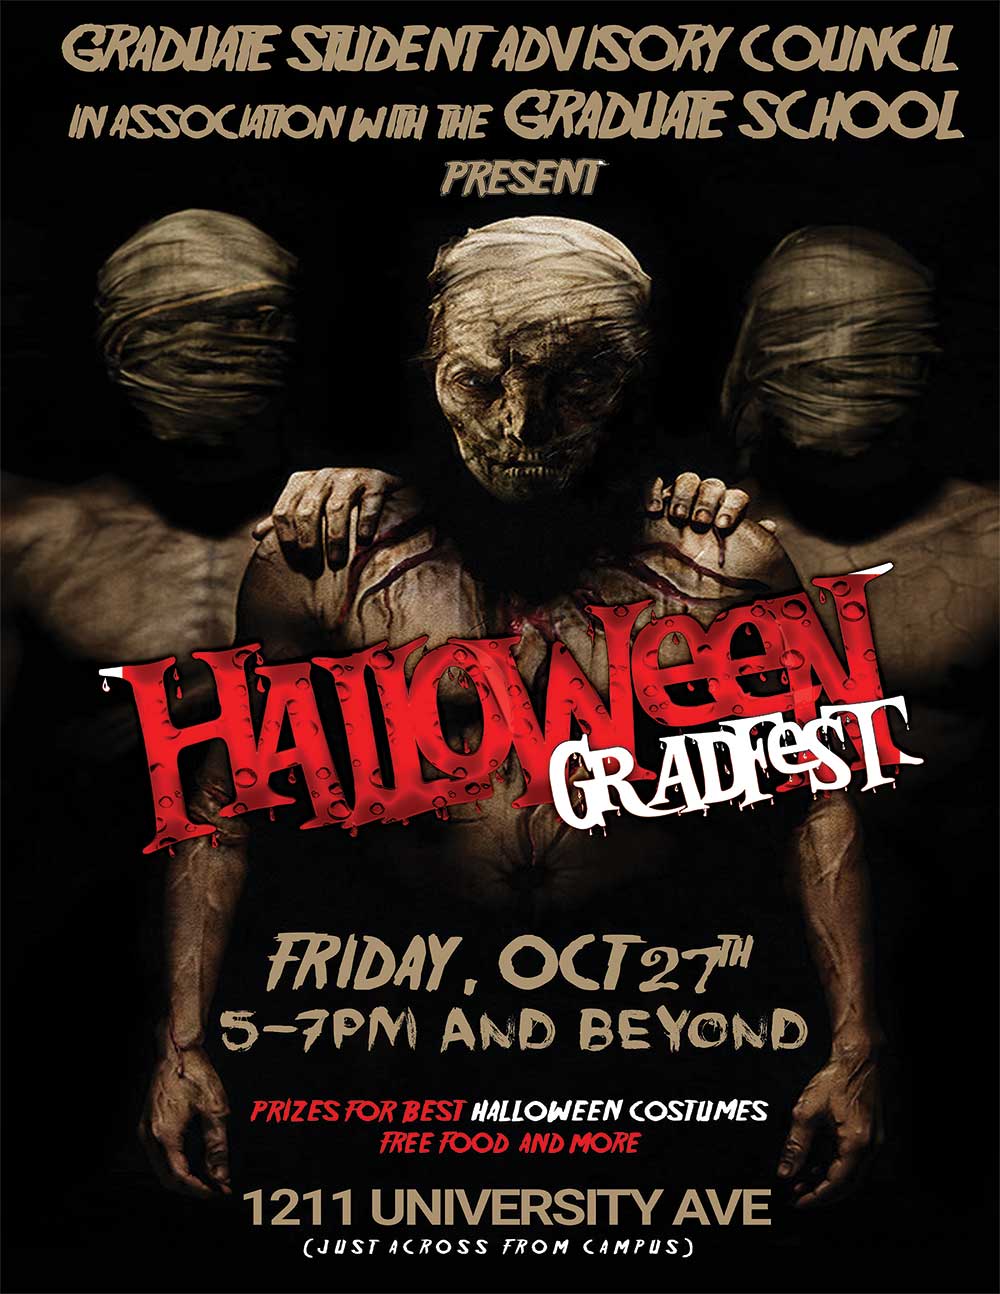 GRADUATE STUDENT ADVISORY COUNCIL
IN ASSOCIATION WITH THE GRADUATE SCHOOL
PRESENT
HALLOWEEN
GRADFEST
FRIDAY, OCT 27TH
5-7PM AND BEYOND
PRIZES FOR BEST HALLOWEEN COSTUMES
FREE FOOD AND MORE
1211 UNIVERSITY AVE
(JUST ACROSS FROM CAMPUS)